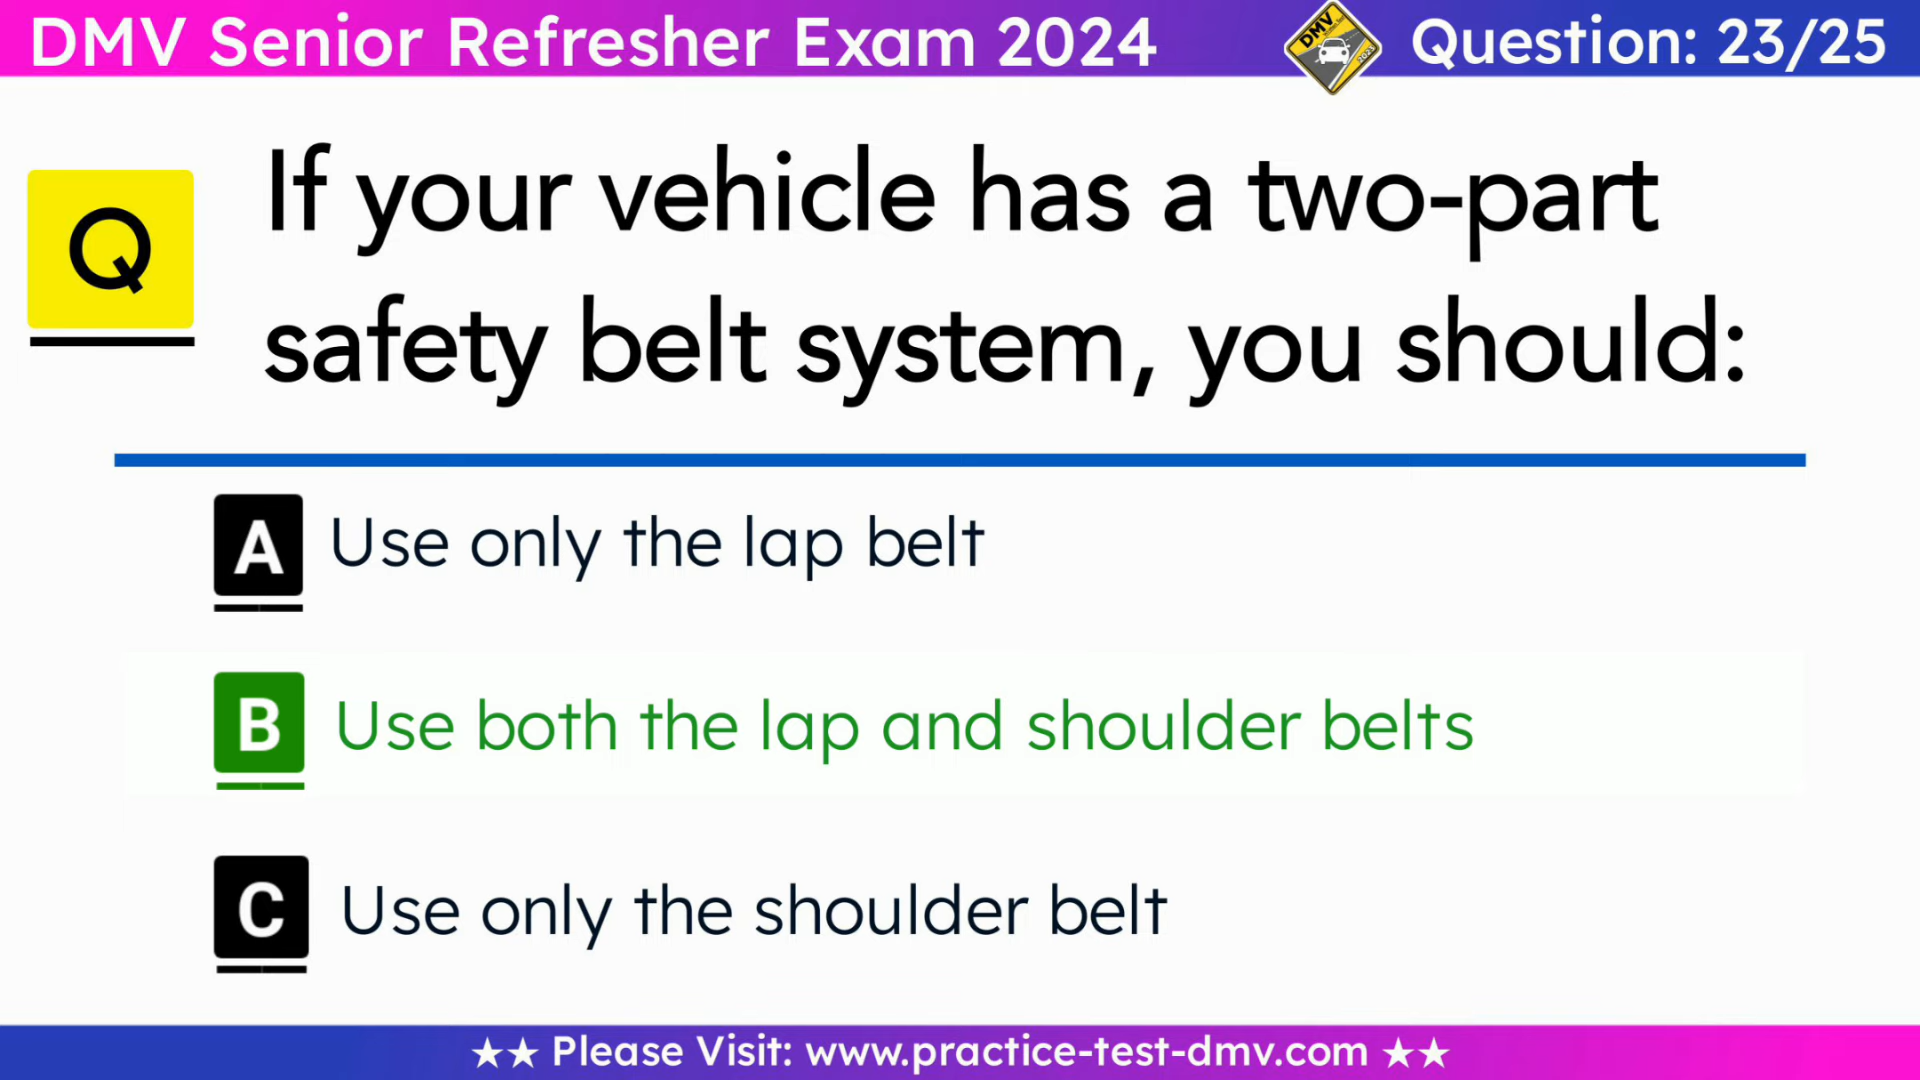 DMV Senior Refresher Exam 2024
DMV
Question: 23/25
Q
If your vehicle has a two-part
safety belt system, you should:
A Use only the lap belt
B Use both the lap and shoulder belts
C Use only the shoulder belt
★★ Please Visit: www.practice-test-dmv.com ★★